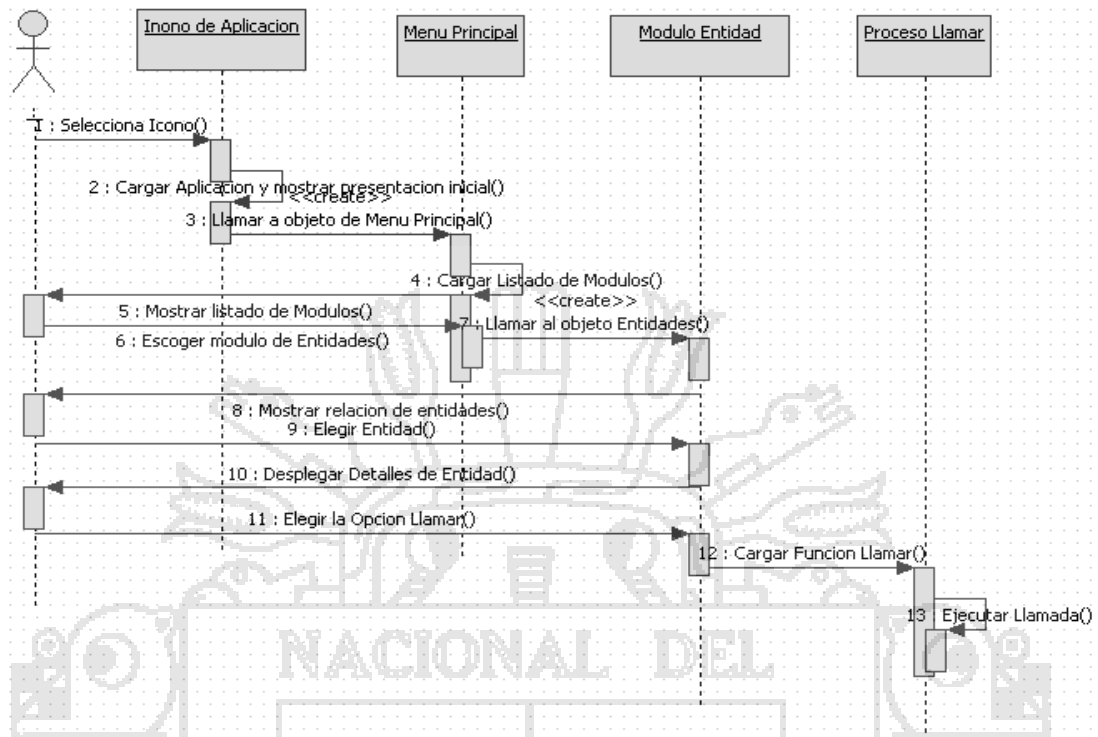 Inono de Aplicacion
Menu Principal
Modulo Entidad
Proceso Llamar
1 : Selecciona Icono()
2 : Cargar Aplicacion y mostrar presentacion inicial()
<<create>>
3 : Llamar a objeto de Menu Principal()
4 : Cargar Listado de Modulos()
<<create>>
5 : Mostrar listado de Modulos()
7 : Llamar al objeto Entidades()
6 : Escoger modulo de Entidades()
8 : Mostrar relacion de entidades()
9 : Elegir Entidad()
10 : Desplegar Detalles de Entidad()
11 : Elegir la Opcion Llamar()
12 : Cargar Funcion Llamar()
13 : Ejecutar Llamada()
NACIONAL DEL